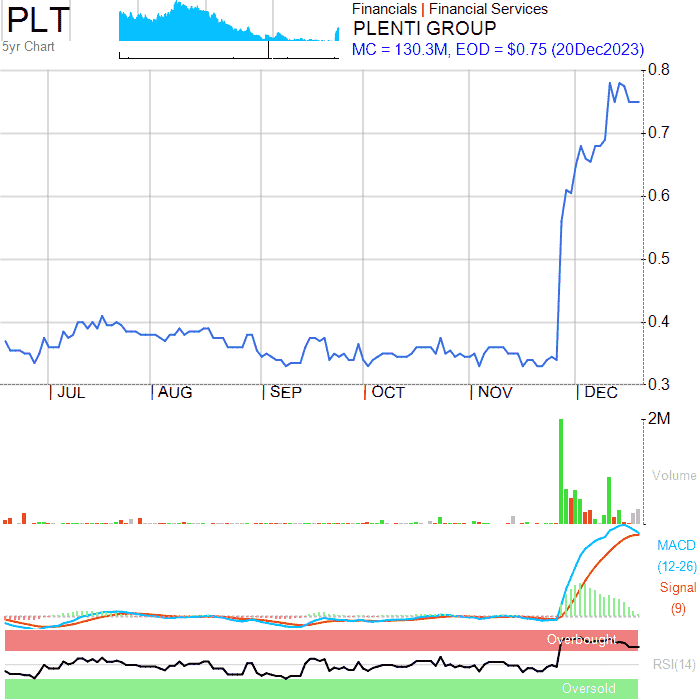 PLT
5yr Chart
Financials | Financial Services
PLENTI GROUP
MC = 130.3M, EOD = $0.75 (20Dec2023)
0.8
0.7
0.6
0.5
0.4
0.3
JUL AUG SEP OCT NOV DEC
2M
Volume
MACD
(12-26)
Signal
(9)
Overbought
RSI(14)
Oversold